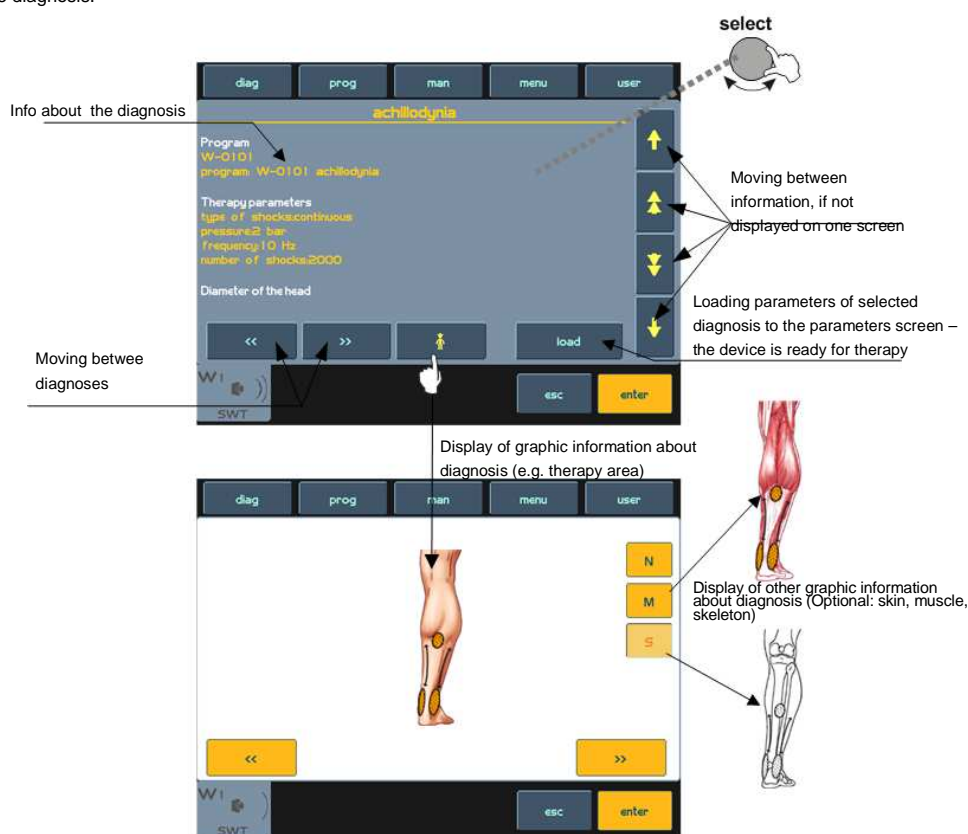 diagnosis.
select
diag prog man menu user
Info about the diagnosis
achillodynia
Program
W-0101
program: W-0101 achillodynia
Therapy parameters
type of shocks:continuous
pressure:2 bar
frequency:10 Hz
number of shocks:2000
Diameter of the head
Moving between
information, if not
displayed on one screen
Loading parameters of selected
diagnosis to the parameters screen –
the device is ready for therapy
<< >> load
Moving betwee
diagnoses
W1
SWT
esc enter
Display of graphic information about
diagnosis (e.g. therapy area)
diag prog man menu user
N
M
S
Display of other graphic information
about diagnosis (Optional: skin, muscle,
skeleton)
<< >>
W1
SWT
esc enter